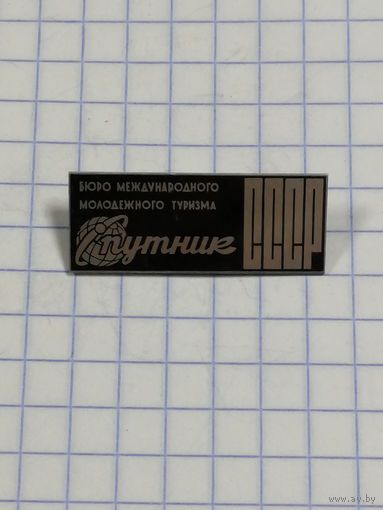 БЮРО МЕЖДУНАРОДНОГО
МОЛОДЕЖНОГО ТУРИЗМА
Спутник
СССР
www.ay.by